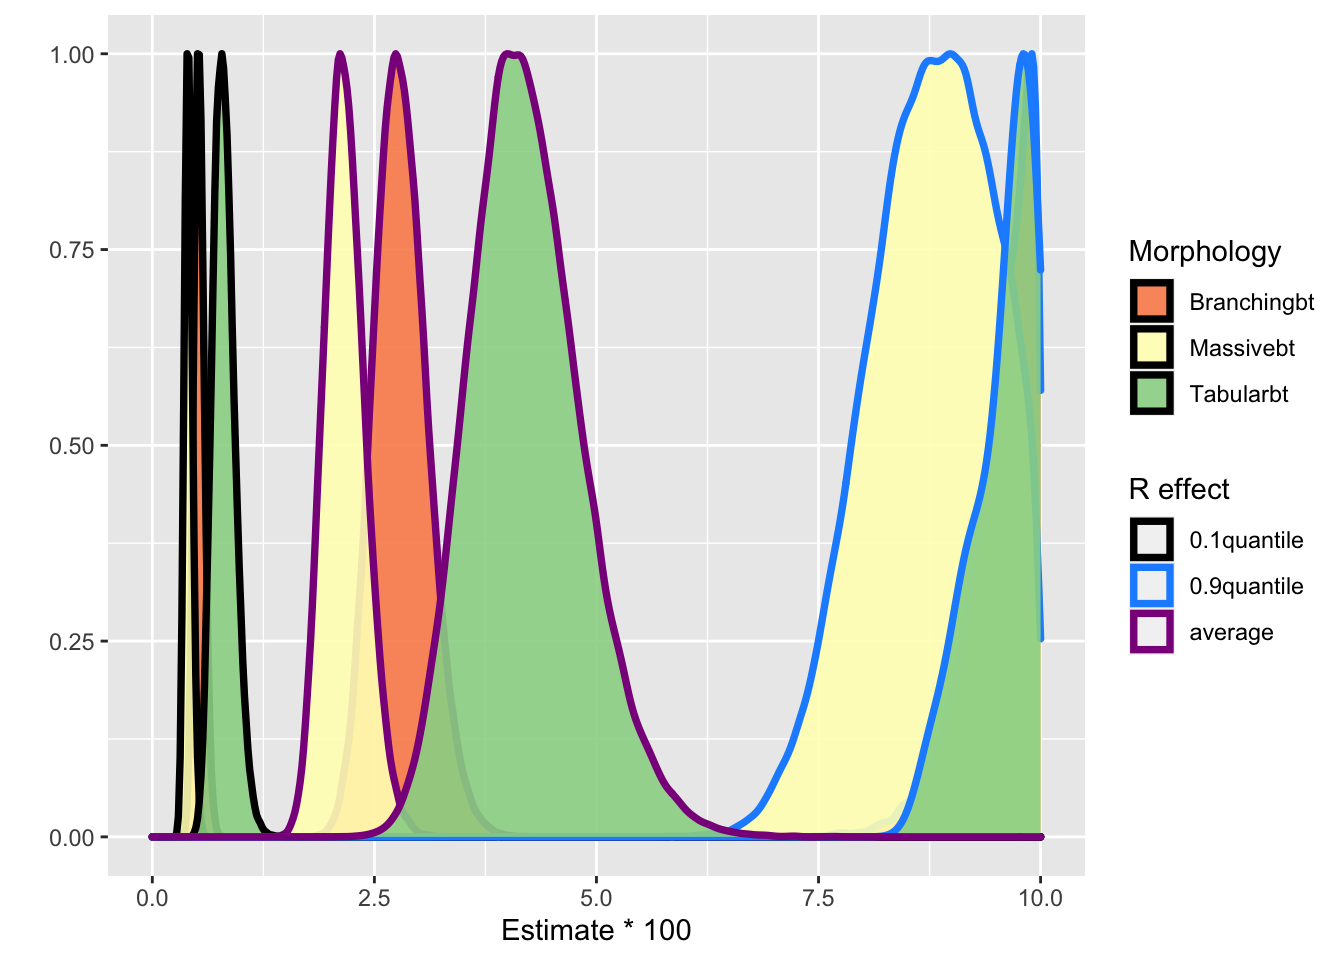 1.00
0.75
0.50
0.25
0.00
0.0 2.5 5.0 7.5 10.0
Estimate * 100
Morphology
Branchingbt
Massivebt
Tabularbt
R effect
0.1quantile
0.9quantile
average